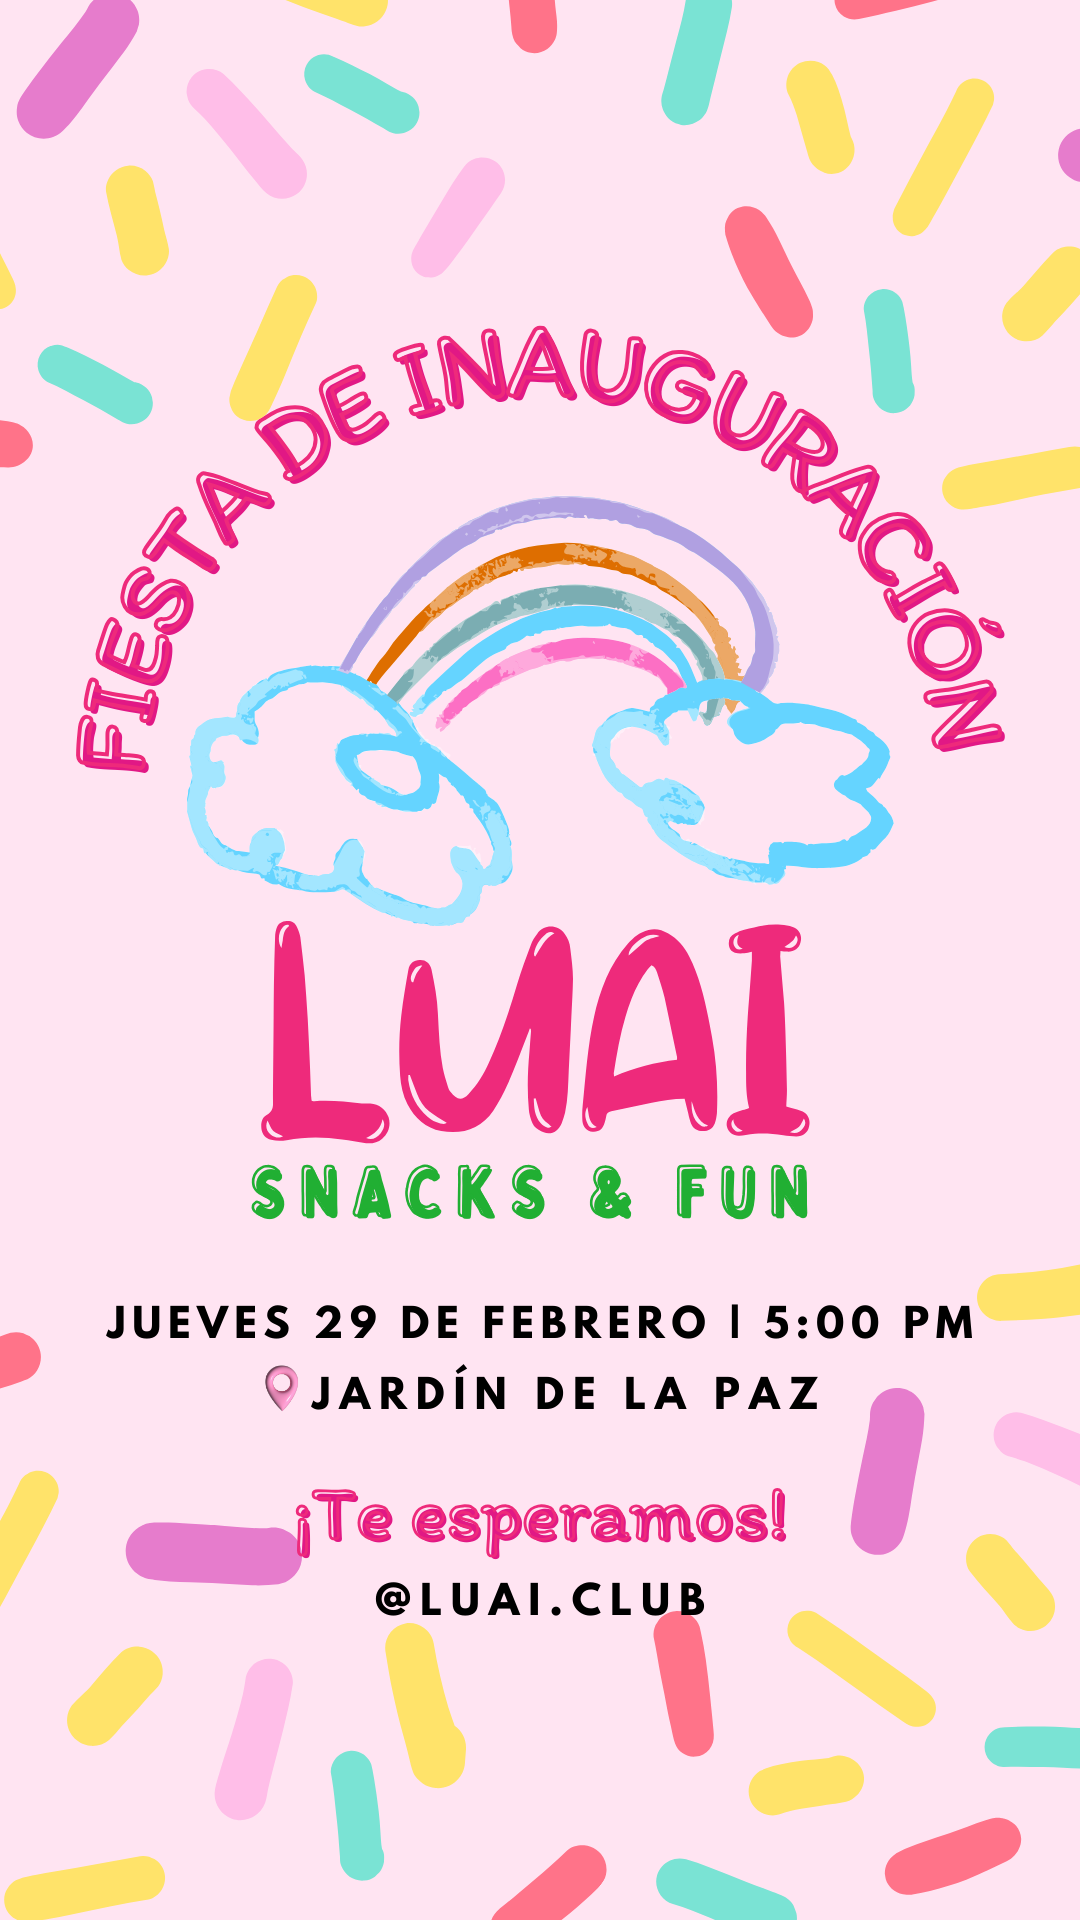 FIESTA DE INAUGURACIÓN
LUAI
SNACKS & FUN
JUEVES 29 DE FEBRERO | 5:00 PM
JARDÍN DE LA PAZ
¡Te esperamos!
@LUAI.CLUB